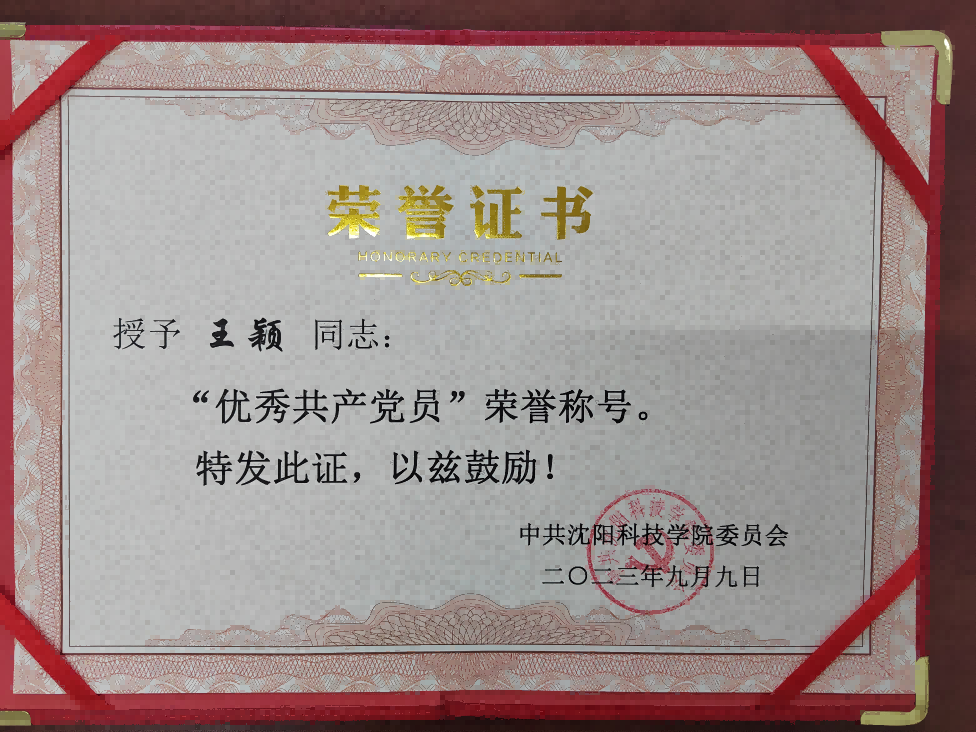 荣誉证书
HONORARY CREDENTIAL
授予 王颖 同志：
“优秀共产党员”荣誉称号。
特发此证，以兹鼓励！
中共沈阳科技学院委员会
二〇二三年九月九日